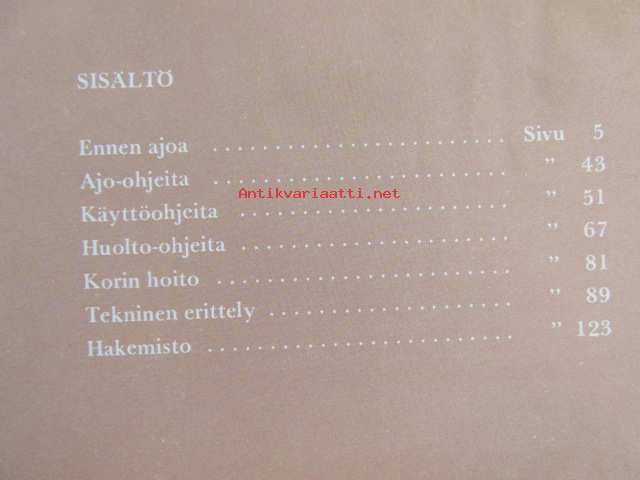 SISÄLTÖ
Ennen ajoa ........................ Sivu 5
Ajo-ohjeita ........................ ” 43
Antikvariaatti.net
Käyttöohjeita ...................... ” 51
Huolto-ohjeita ..................... ” 67
Korin hoito ........................ ” 81
Tekninen erittely .................. ” 89
Hakemisto ......................... ” 123